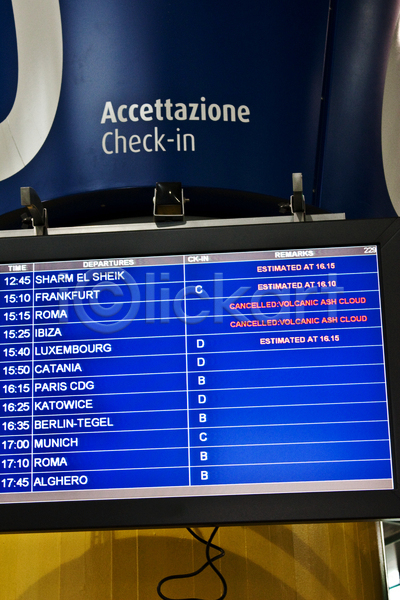 Accettazione
Check-in
TIME DEPARTURES CK-IN REMARKS
12:45 SHARM EL SHEIK ESTIMATED AT 16.15
15:10 FRANKFURT C ESTIMATED AT 16.10
15:15 ROMA CANCELLED:VOLCANIC ASH CLOUD
15:25 IBIZA CANCELLED:VOLCANIC ASH CLOUD
15:40 LUXEMBOURG D ESTIMATED AT 16.15
15:50 CATANIA D
16:15 PARIS CDG B
16:25 KATOWICE D
16:35 BERLIN-TEGEL B
17:00 MUNICH C
17:10 ROMA B
17:45 ALGHERO B
©lickart